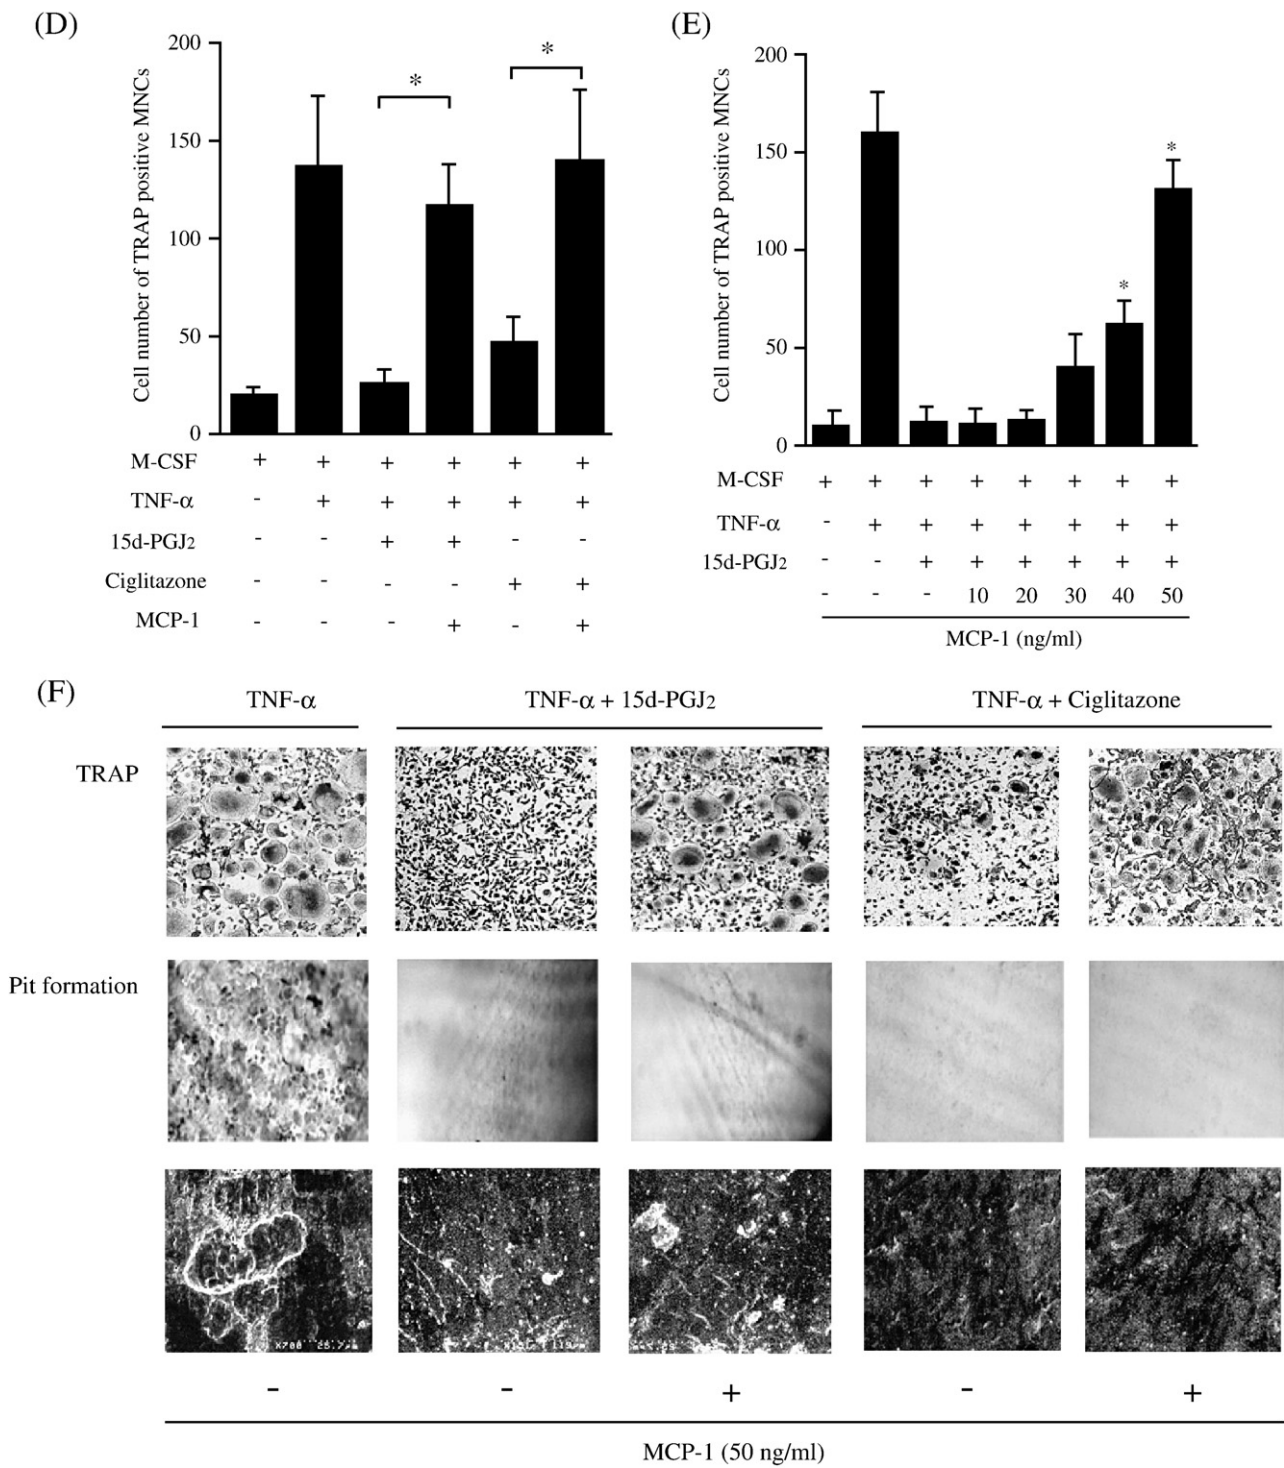 (D)
Cell number of TRAP positive MNCs
200
150
100
50
0
* *
M-CSF + + + + + +
TNF-α - + + + + +
15d-PGJ2 - - + + - -
Ciglitazone - - - - + +
MCP-1 - - - + - +
(E)
Cell number of TRAP positive MNCs
200
150
100
50
0
* *
M-CSF + + + + + + + +
TNF-α - + + + + + + +
15d-PGJ2 - - + + + + + +
- - - 10 20 30 40 50
MCP-1 (ng/ml)
(F)
TNF-α TNF-α + 15d-PGJ2 TNF-α + Ciglitazone
TRAP
Pit formation
X700
- - + - +
MCP-1 (50 ng/ml)